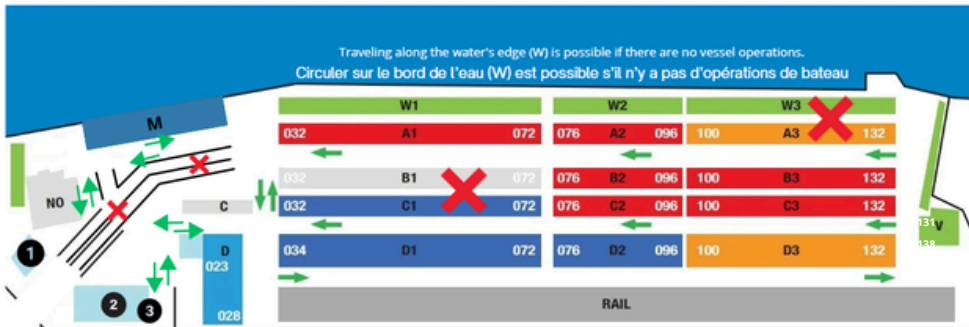 Traveling along the water's edge (W) is possible if there are no vessel operations.
Circuler sur le bord de l'eau (W) est possible s'il n'y a pas d'opérations de bateau
W1 W2 W3
M
032 A1 072 076 A2 096 100 A3 132
032 B1 072 076 B2 096 100 B3 132
NO
C
032 C1 072 076 C2 096 100 C3 132
131
V
138
1
D
023
034 D1 072 076 D2 096 100 D3 132
2
3
028
RAIL